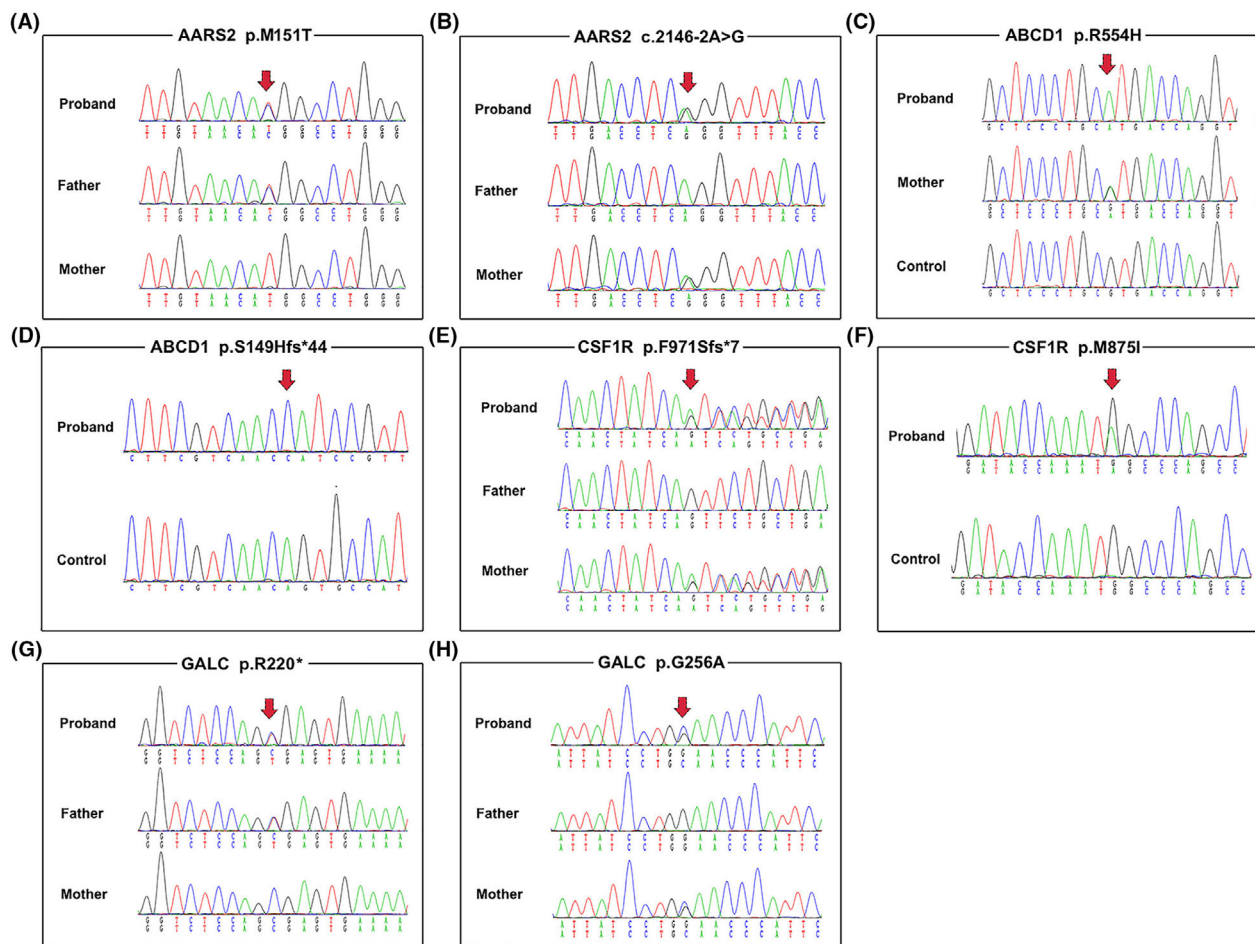 (A)
AARS2 p.M151T
Proband
Father
Mother
T T G T A A C A T G G C C T G G G
(B)
AARS2 c.2146-2A>G
Proband
T T G A C C T C G G G T T T A C C
Father
T T G A C C T C A G G T T T A C C
Mother
(C)
ABCD1 p.R554H
Proband
G C T C C C T G C A T G A C C A G G T
Mother
Control
G C T C C C T G C G T G A C C A G G T
(D)
ABCD1 p.S149Hfs*44
Proband
C T T C G T C A A C C A T C C G T T
Control
C T T C G T C A A C A G T G C C A T
(E)
CSF1R p.F971Sfs*7
Proband
C A A C T A T C A G T T C T G C T G A
C A A C T A T C A A T C A G T T C T G
Father
C A A C T A T C A G T T C T G C T G A
Mother
C A A C T A T C A G T T C T G C T G A
C A A C T A T C A A T C A G T T C T G
(F)
CSF1R p.M875I
Proband
Control
G A T A C C A A A T G G C C C A G C C
(G)
GALC p.R220*
Proband
Father
Mother
G G T C T C C A G C G A G T G A A A A
(H)
GALC p.G256A
Proband
Father
A T T A T C C T G G A A C C C A T T C
Mother